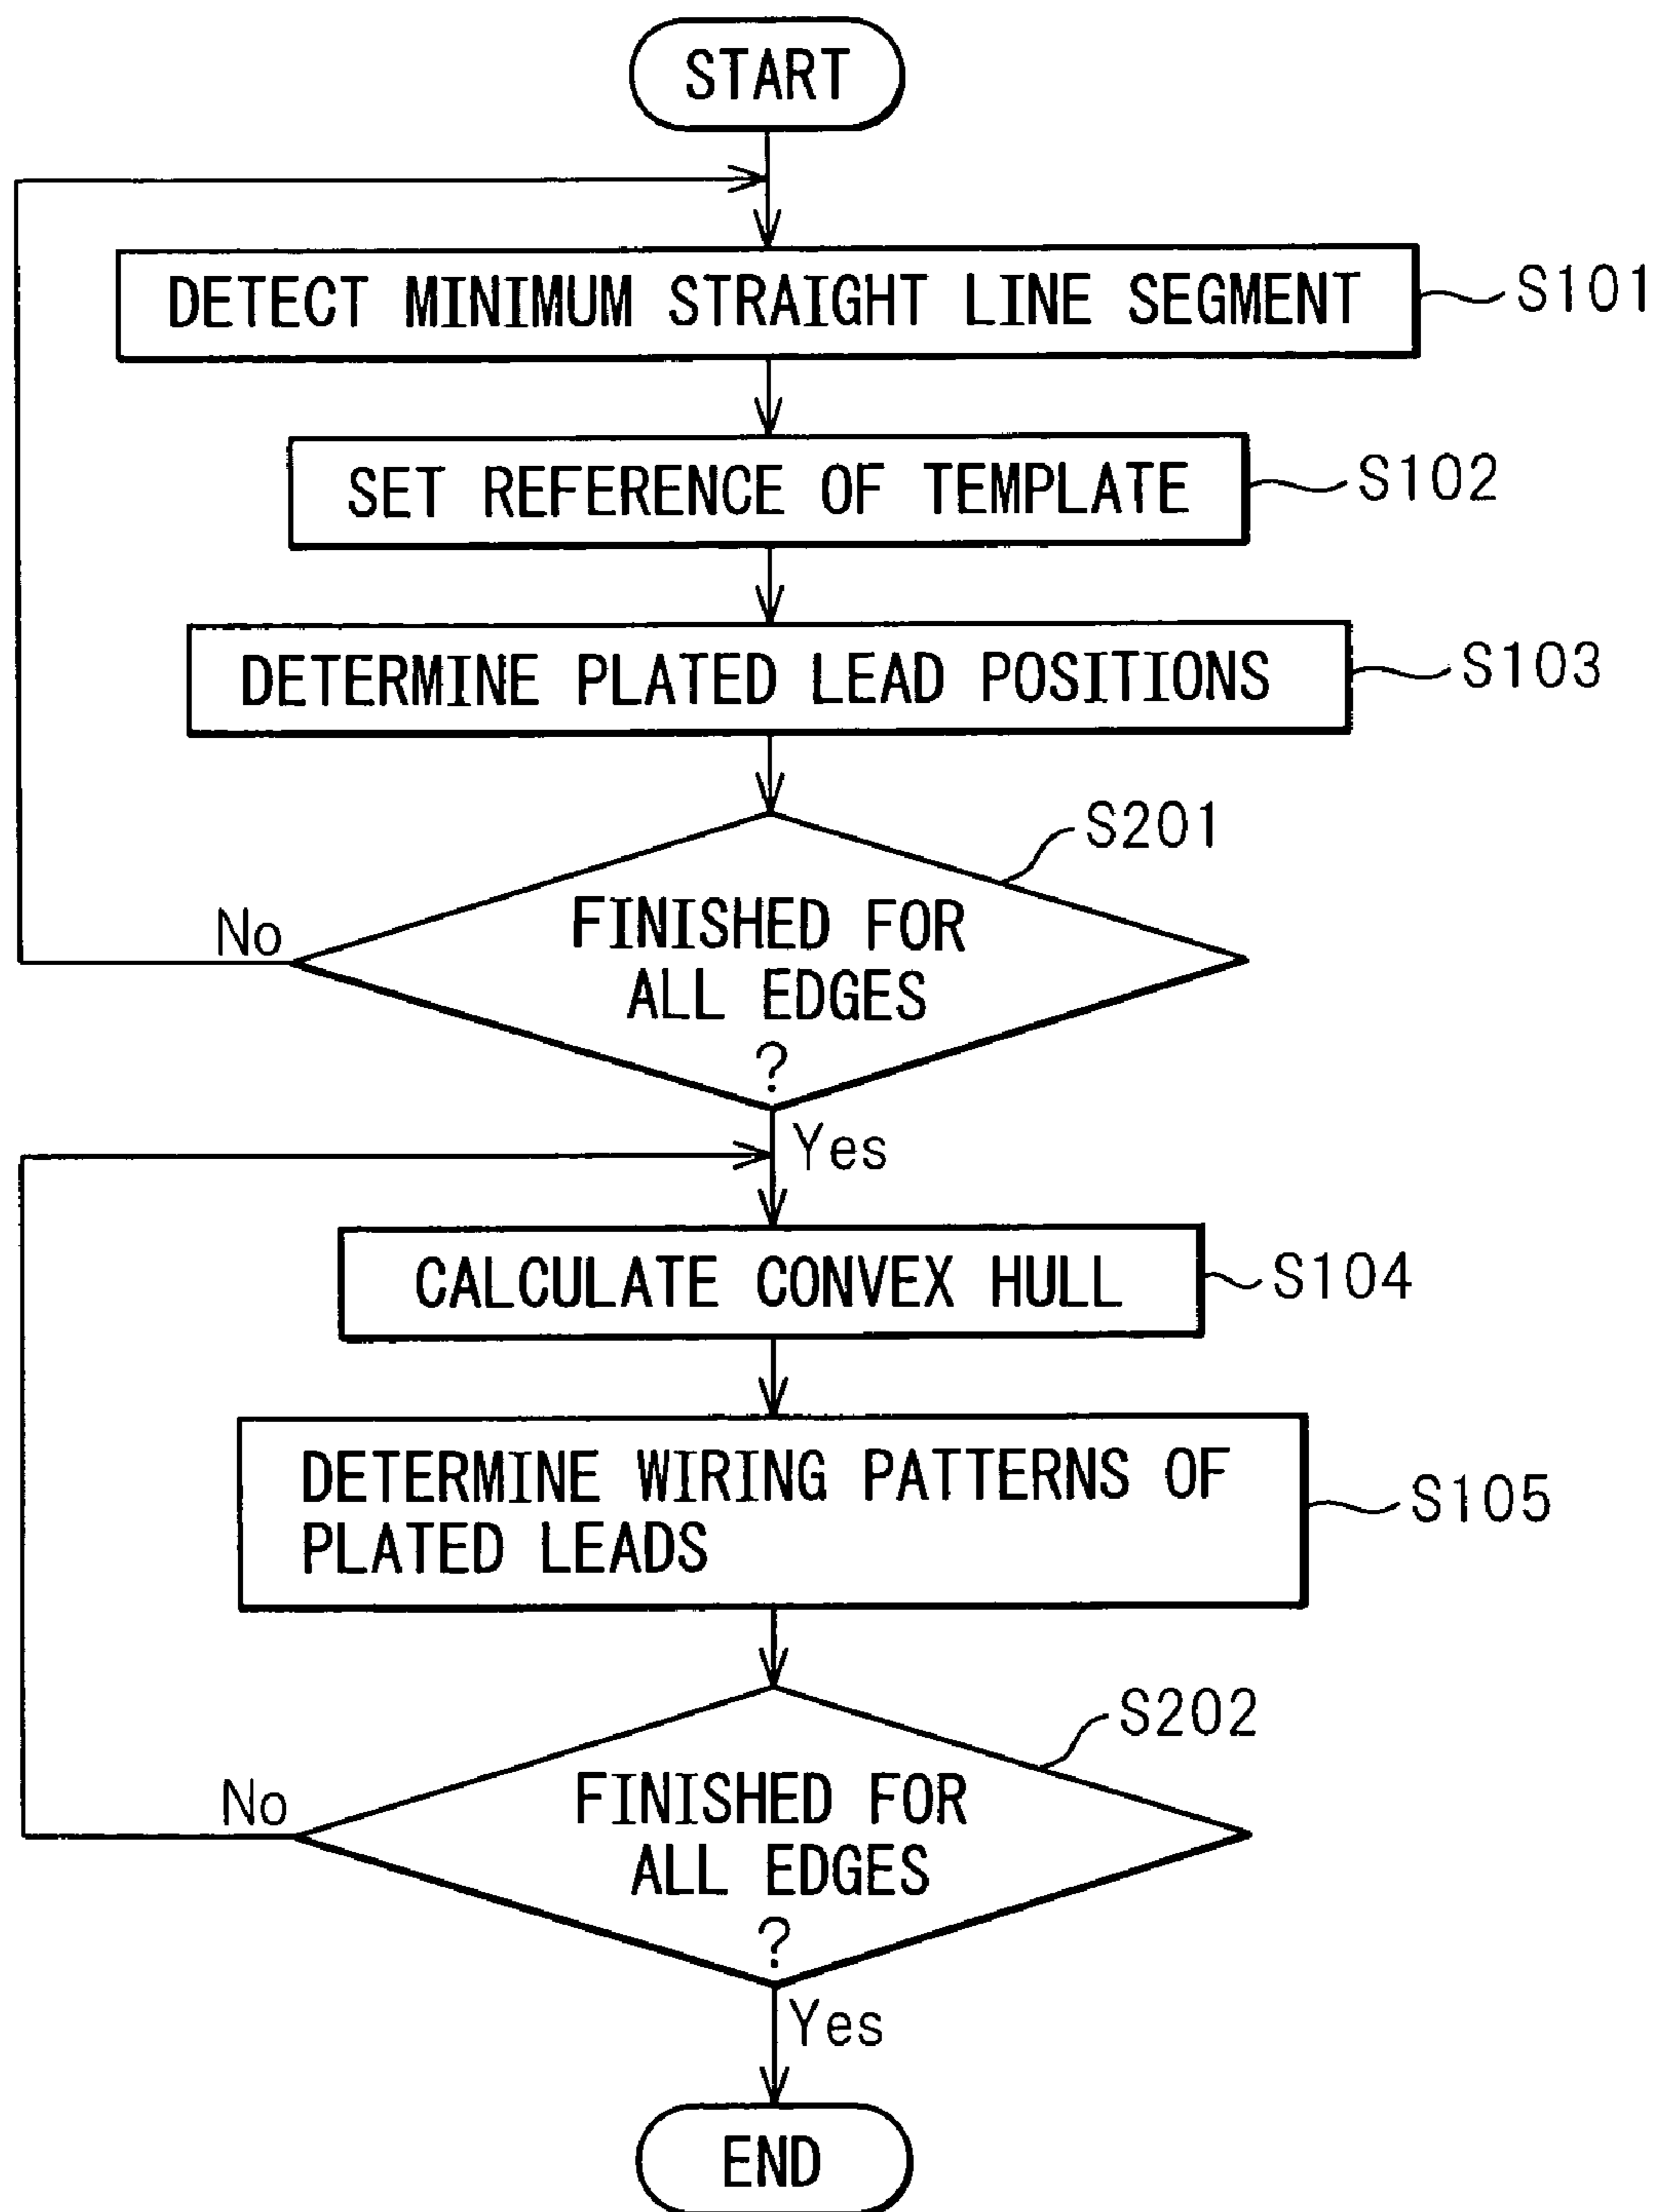 START
DETECT MINIMUM STRAIGHT LINE SEGMENT
S101
SET REFERENCE OF TEMPLATE
S102
DETERMINE PLATED LEAD POSITIONS
S103
S201
FINISHED FOR
ALL EDGES
?
No
Yes
CALCULATE CONVEX HULL
S104
DETERMINE WIRING PATTERNS OF
PLATED LEADS
S105
S202
FINISHED FOR
ALL EDGES
?
No
Yes
END